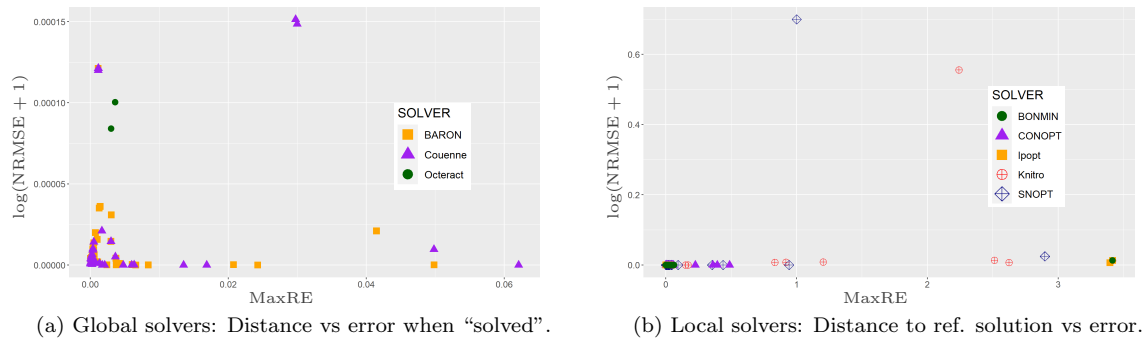 0.00015
0.00010
0.00005
0.00000
log(NRMSE + 1)
0.00
0.02
0.04
0.06
MaxRE
SOLVER
BARON
Couenne
Octeract
(a) Global solvers: Distance vs error when “solved”.
0.6
0.4
0.2
0.0
log(NRMSE + 1)
0
1
2
3
MaxRE
SOLVER
BONMIN
CONOPT
Ipopt
Knitro
SNOPT
(b) Local solvers: Distance to ref. solution vs error.